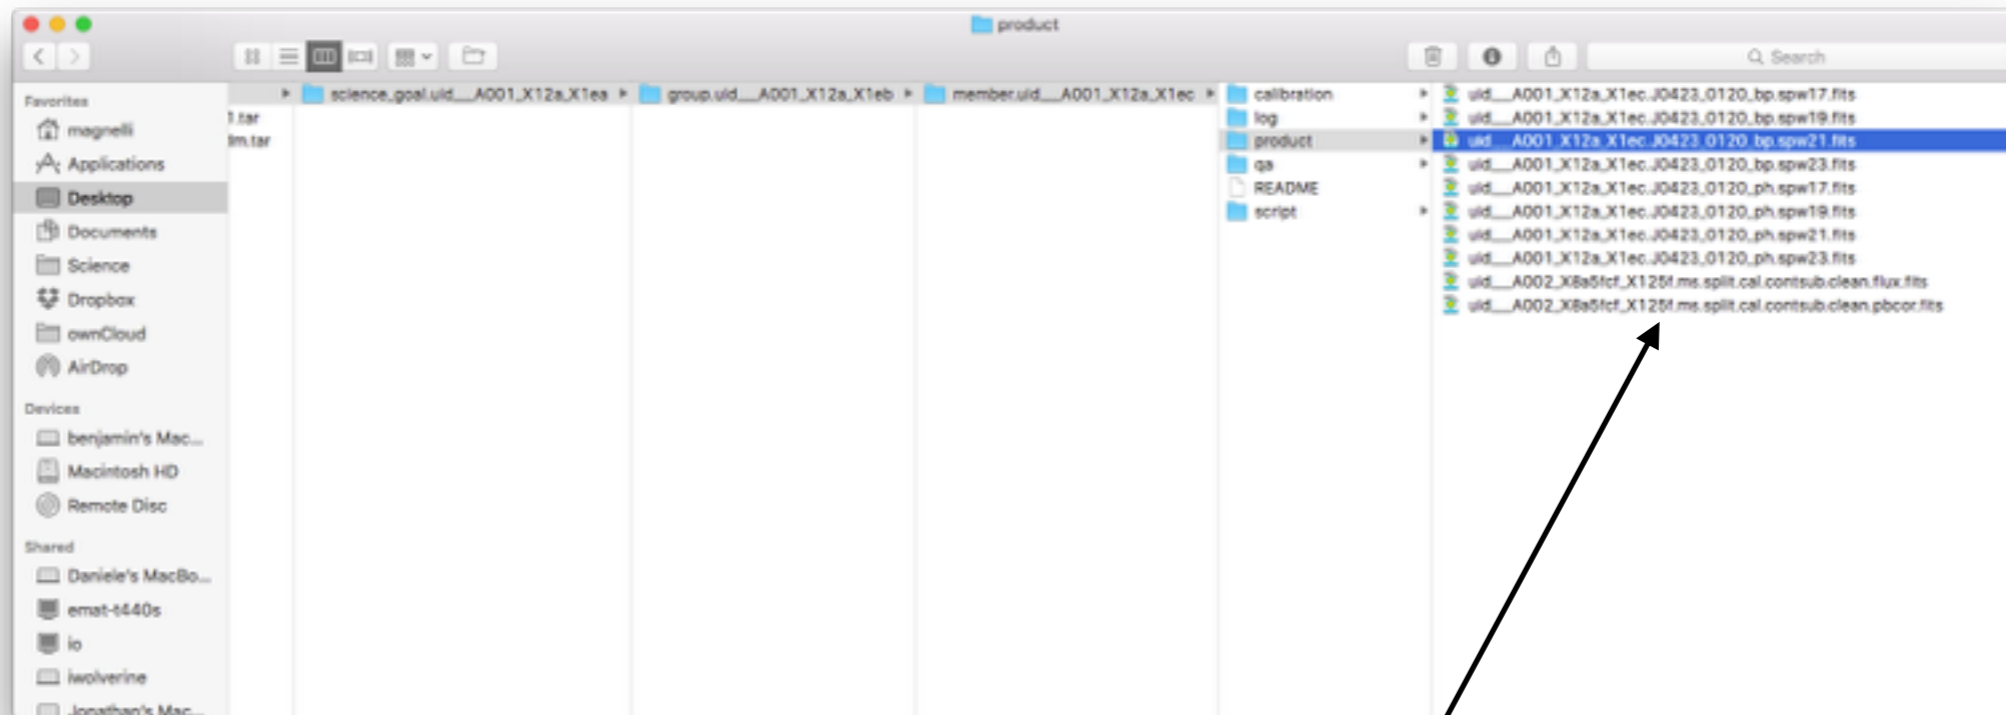 product
Search
Favorites
magnelli
Applications
Desktop
Documents
Science
Dropbox
ownCloud
AirDrop
Devices
benjamin's Mac...
Macintosh HD
Remote Disc
Shared
Daniele's MacBo...
emat-t440s
io
iwolverine
Jonathan's Mac...
1.tar
lm.tar
science_goal.uid___A001_X12a_X1ea
group.uid___A001_X12a_X1eb
member.uid___A001_X12a_X1ec
calibration
log
product
qa
README
script
uid___A001_X12a_X1ec.J0423_0120_bp.spw17.fits
uid___A001_X12a_X1ec.J0423_0120_bp.spw19.fits
uid___A001_X12a_X1ec.J0423_0120_bp.spw21.fits
uid___A001_X12a_X1ec.J0423_0120_bp.spw23.fits
uid___A001_X12a_X1ec.J0423_0120_ph.spw17.fits
uid___A001_X12a_X1ec.J0423_0120_ph.spw19.fits
uid___A001_X12a_X1ec.J0423_0120_ph.spw21.fits
uid___A001_X12a_X1ec.J0423_0120_ph.spw23.fits
uid___A002_X8a5fcf_X125f.ms.split.cal.contsub.clean.flux.fits
uid___A002_X8a5fcf_X125f.ms.split.cal.contsub.clean.pbcor.fits